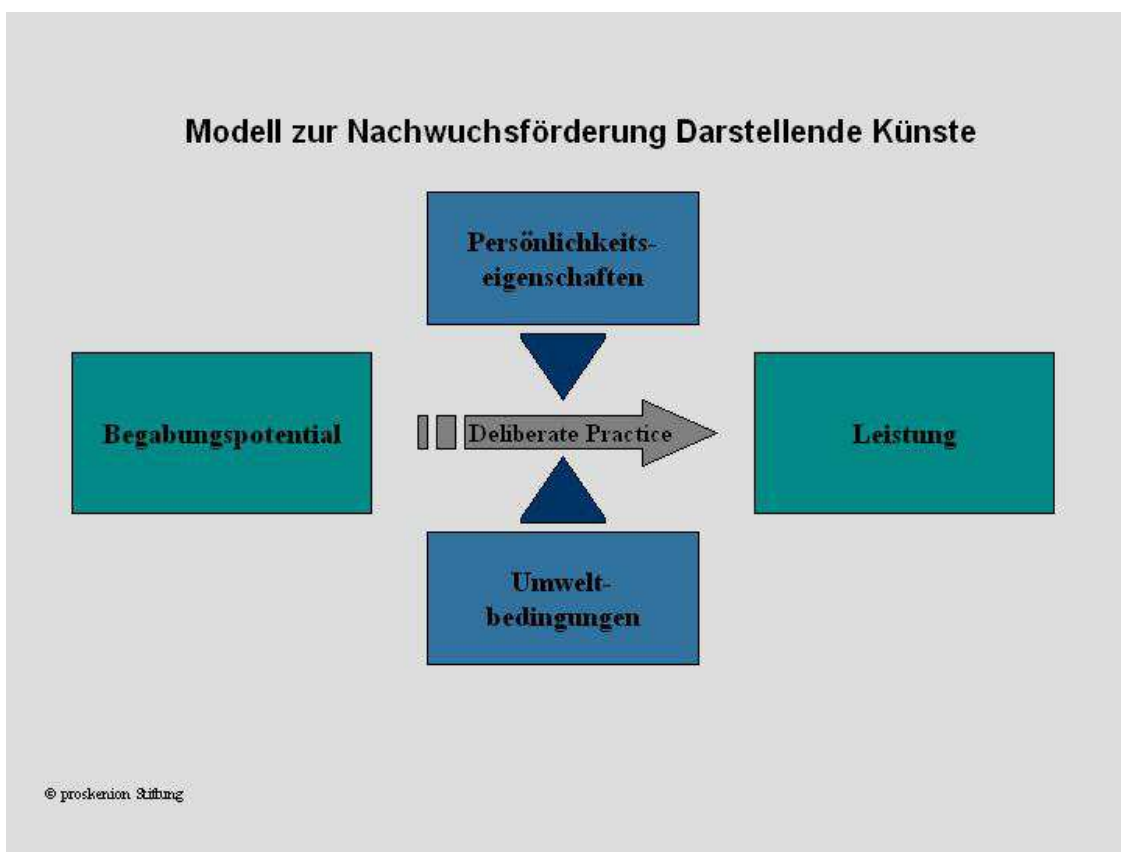 Modell zur Nachwuchsförderung Darstellende Künste
Persönlichkeits-
eigenschaften
Begabungspotential
Deliberate Practice
Leistung
Umwelt-
bedingungen
© proskenion Stiftung